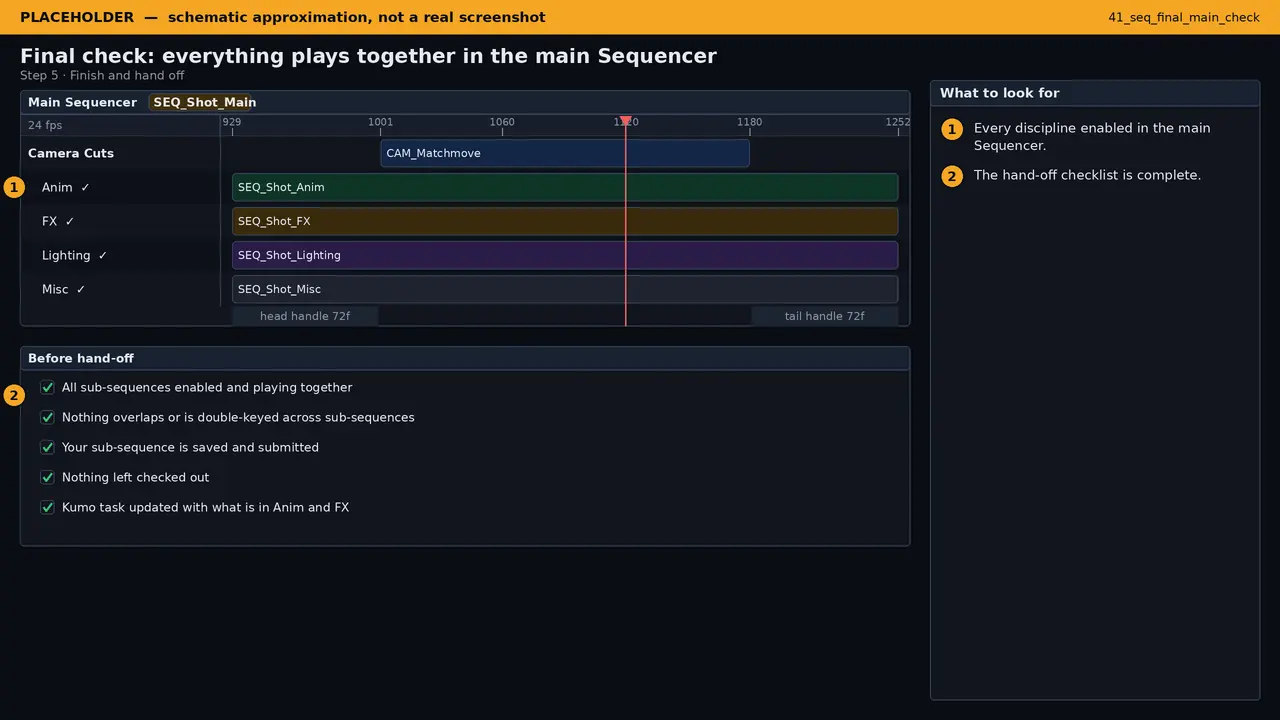 PLACEHOLDER — schematic approximation, not a real screenshot
41_seq_final_main_check
Final check: everything plays together in the main Sequencer
Step 5 · Finish and hand off
Main Sequencer SEQ_Shot_Main
24 fps
929 1001 1060 1120 1180 1252
Camera Cuts
CAM_Matchmove
1
Anim ✓
SEQ_Shot_Anim
FX ✓
SEQ_Shot_FX
Lighting ✓
SEQ_Shot_Lighting
Misc ✓
SEQ_Shot_Misc
head handle 72f
tail handle 72f
Before hand-off
2
All sub-sequences enabled and playing together
Nothing overlaps or is double-keyed across sub-sequences
Your sub-sequence is saved and submitted
Nothing left checked out
Kumo task updated with what is in Anim and FX
What to look for
1 Every discipline enabled in the main
Sequencer.
2 The hand-off checklist is complete.